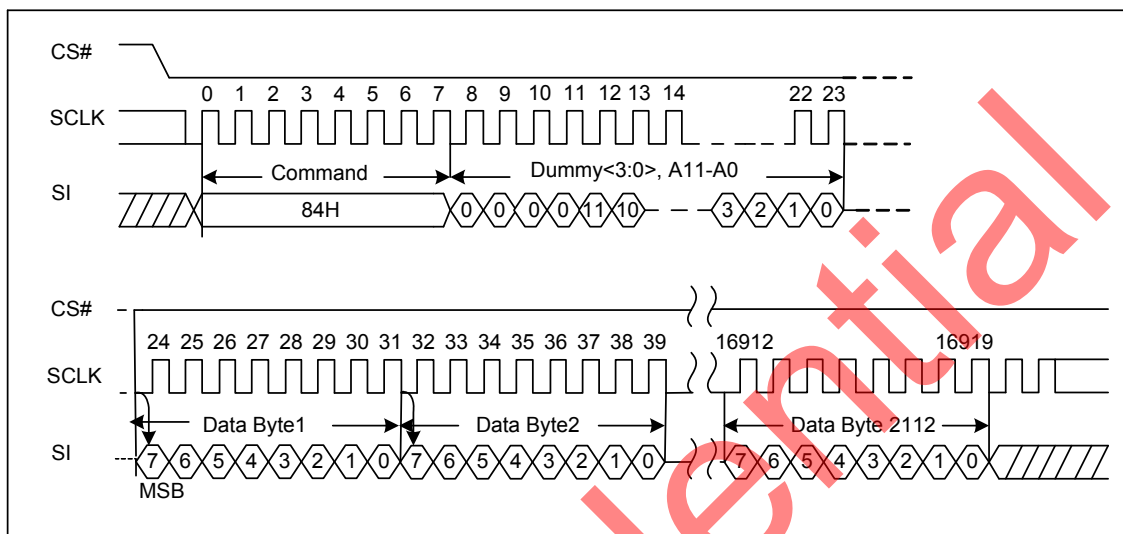 CS#
0 1 2 3 4 5 6 7 8 9 10 11 12 13 14 22 23
SCLK
Command Dummy<3:0>, A11-A0
SI
84H 0 0 0 0 11 10 3 2 1 0
CS#
24 25 26 27 28 29 30 31 32 33 34 35 36 37 38 39 16912 16919
SCLK
Data Byte1 Data Byte2 Data Byte 2112
SI
7 6 5 4 3 2 1 0 7 6 5 4 3 2 1 0 7 6 5 4 3 2 1 0
MSB
dential